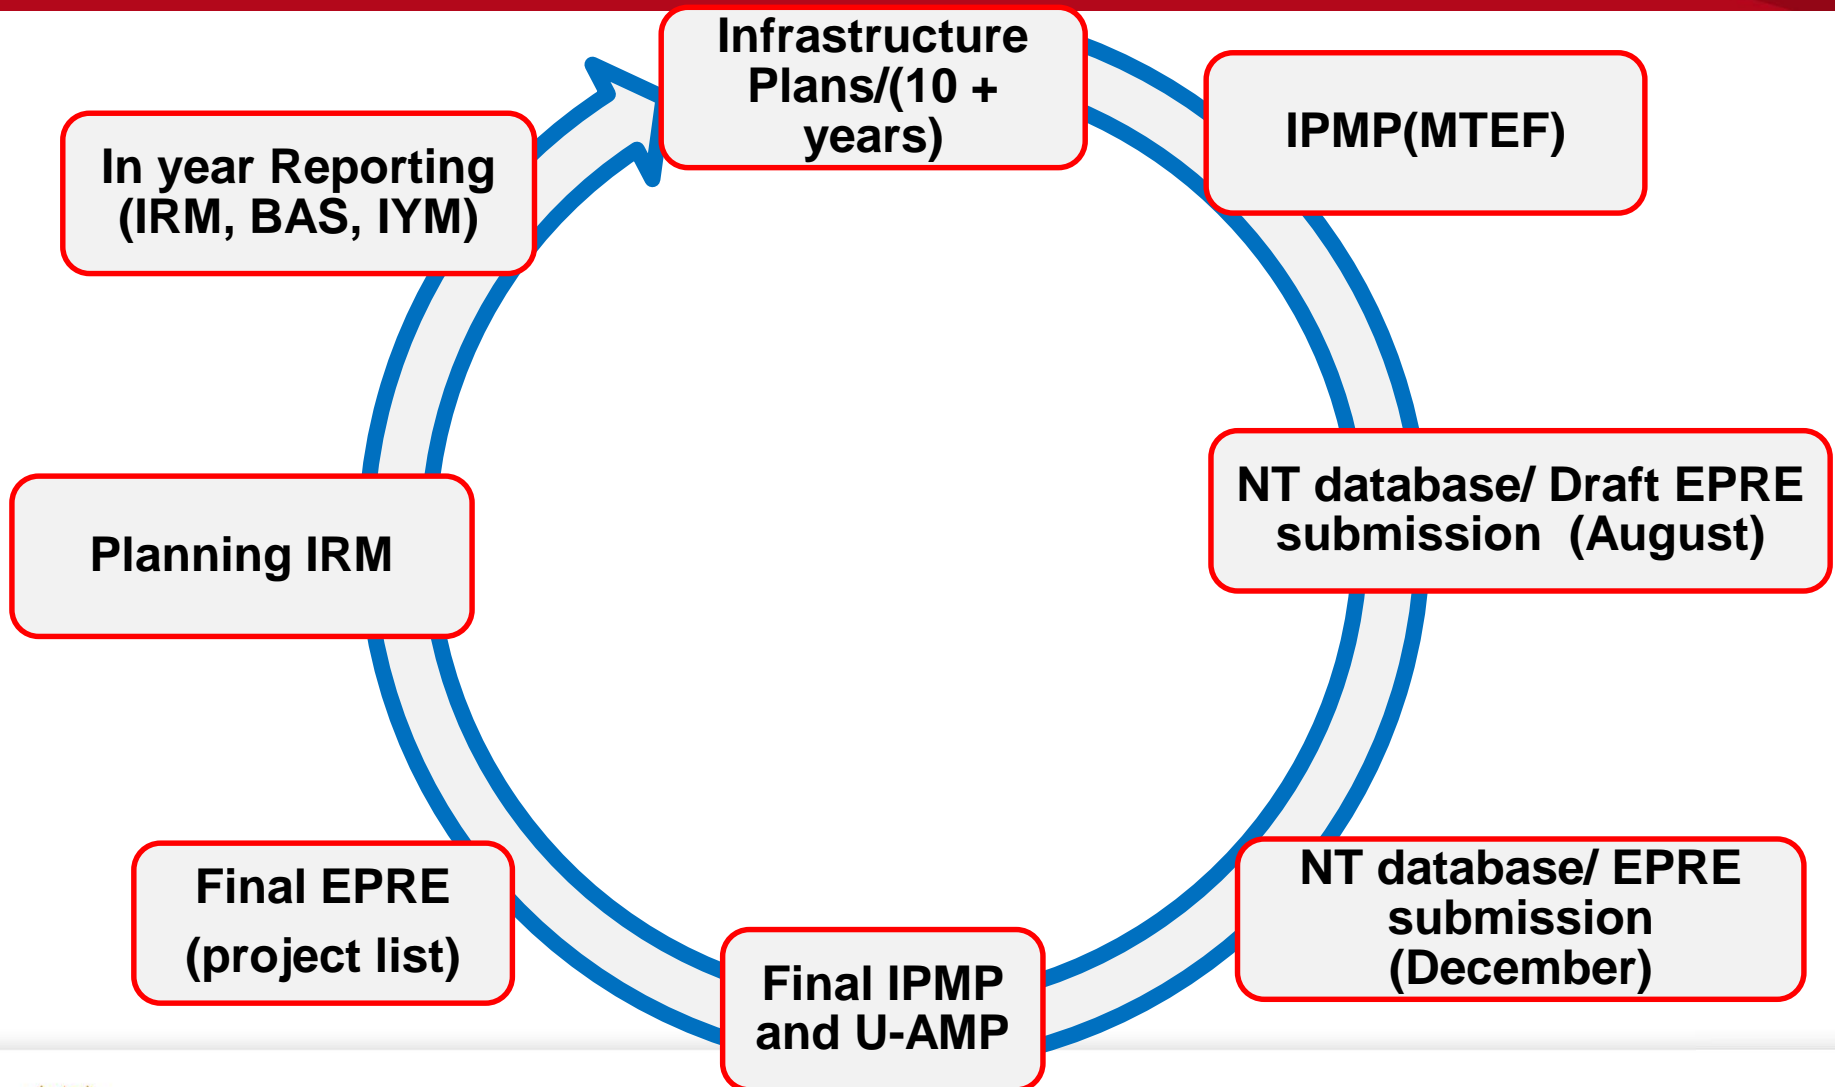 Infrastructure
Plans/(10 +
years)
IPMP(MTEF)
NT database/ Draft EPRE
submission  (August)
NT database/ EPRE
submission
(December)
Final IPMP
and U-AMP
Final EPRE
(project list)
Planning IRM
In year Reporting
(IRM, BAS, IYM)